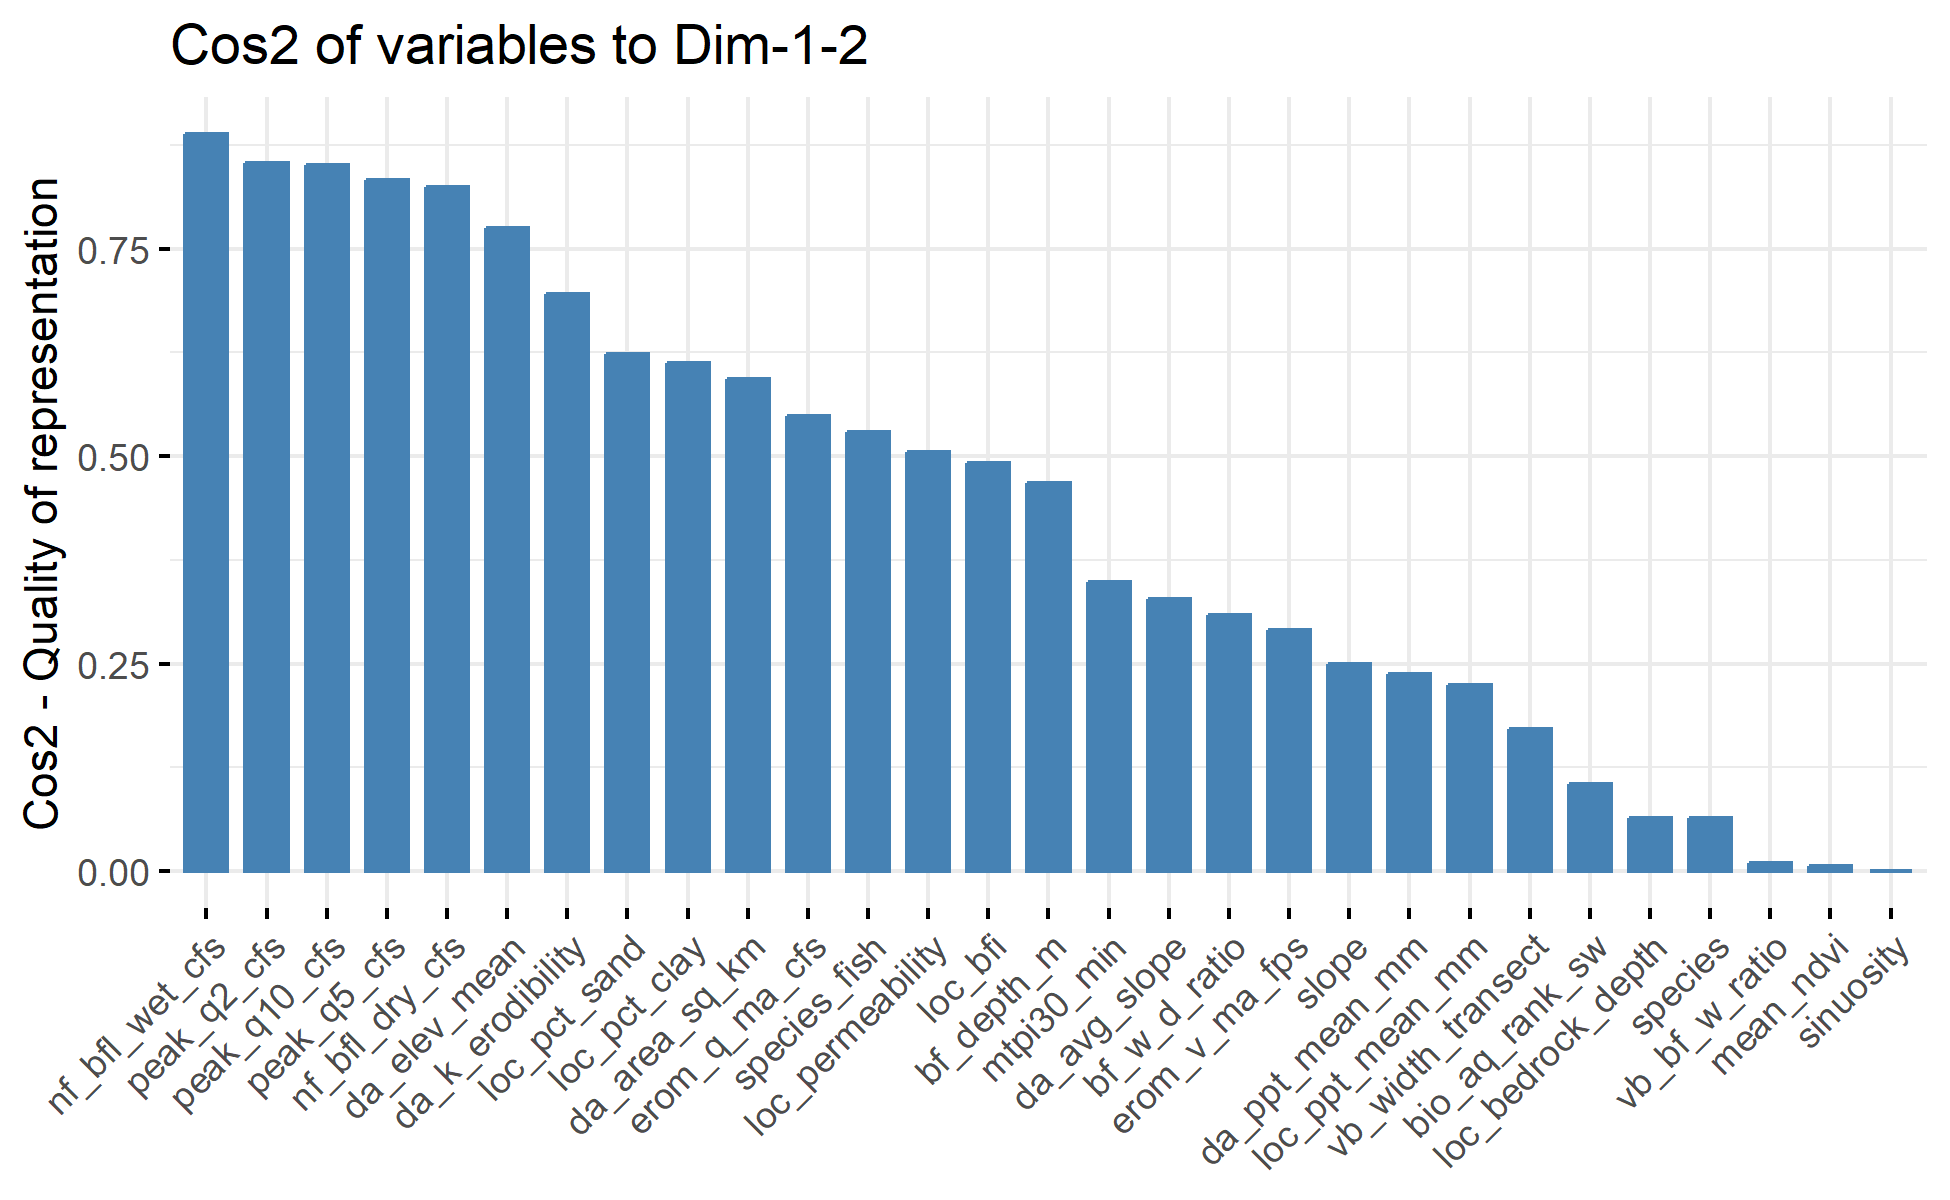 Cos2 of variables to Dim-1-2
Cos2 - Quality of representation
0.75
0.50
0.25
0.00
nf_bfl_wet_cfs
peak_q2_cfs
peak_q10_cfs
peak_q5_cfs
nf_bfl_dry_cfs
da_elev_mean
da_k_erodibility
loc_pct_sand
loc_pct_clay
da_area_sq_km
erom_q_ma_cfs
species_fish
loc_permeability
loc_bfi
bf_depth_m
mtpi30_min
da_avg_slope
bf_w_d_ratio
erom_v_ma_fps
slope
da_ppt_mean_mm
loc_ppt_mean_mm
vb_width_transect
bio_aq_rank_sw
loc_bedrock_depth
species
vb_bf_w_ratio
mean_ndvi
sinuosity